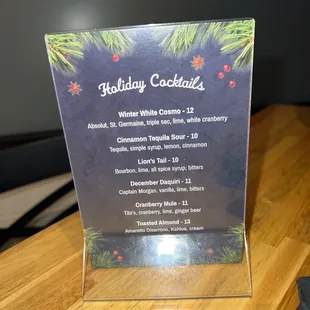 Holiday Cocktails
Winter White Cosmo - 12
Absolut, St. Germaine, triple sec, lime, white cranberry
Cinnamon Tequila Sour - 10
Tequila, simple syrup, lemon, cinnamon
Lion's Tail - 10
Bourbon, lime, all spice syrup, bitters
December Daquiri - 11
Captain Morgan, vanilla, lime, bitters
Cranberry Mule - 11
Tito's, cranberry, lime, ginger beer
Toasted Almond - 13
Amaretto Disaronno, Kahlua, cream